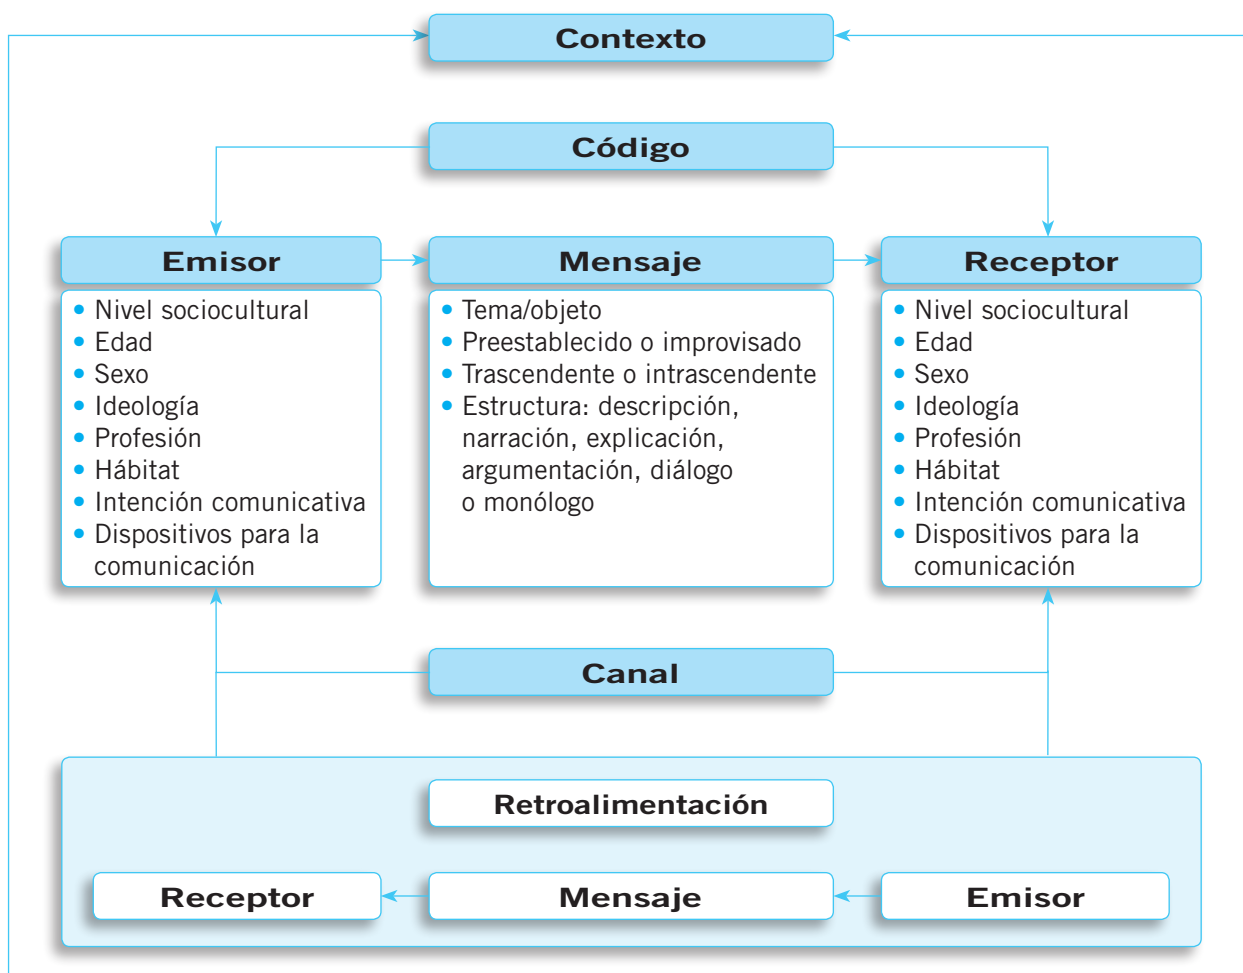 Contexto
Código
Emisor
Mensaje
Receptor
• Nivel sociocultural
• Edad
• Sexo
• Ideología
• Profesión
• Hábitat
• Intención comunicativa
• Dispositivos para la
comunicación
• Tema/objeto
• Preestablecido o improvisado
• Trascendente o intrascendente
• Estructura: descripción,
narración, explicación,
argumentación, diálogo
o monólogo
• Nivel sociocultural
• Edad
• Sexo
• Ideología
• Profesión
• Hábitat
• Intención comunicativa
• Dispositivos para la
comunicación
Canal
Retroalimentación
Receptor
Mensaje
Emisor